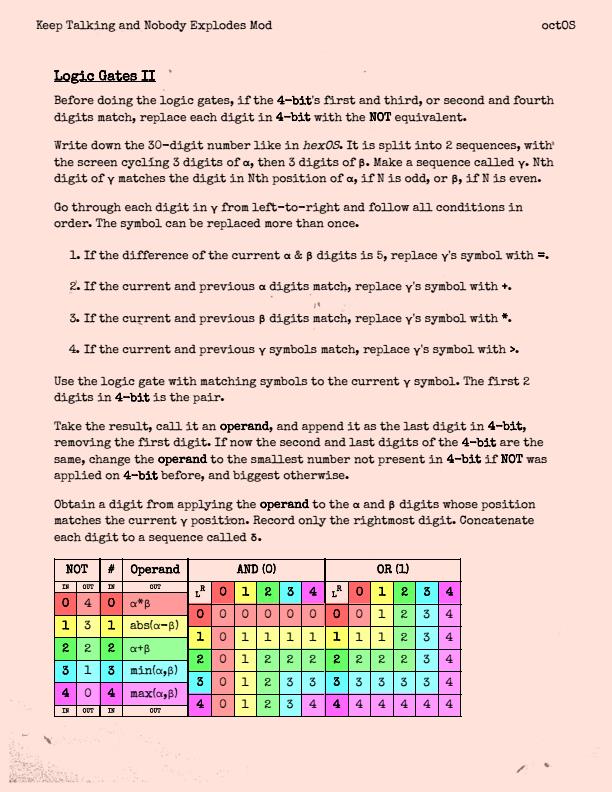 Keep Talking and Nobody Explodes Mod octOS
Logic Gates II
Before doing the logic gates, if the 4-bit's first and third, or second and fourth
digits match, replace each digit in 4-bit with the NOT equivalent.
Write down the 30-digit number like in hexOS. It is split into 2 sequences, with
the screen cycling 3 digits of α, then 3 digits of β. Make a sequence called γ. Nth
digit of γ matches the digit in Nth position of α, if N is odd, or β, if N is even.
Go through each digit in γ from left-to-right and follow all conditions in
order. The symbol can be replaced more than once.
1. If the difference of the current α & β digits is 5, replace γ's symbol with =.
2. If the current and previous α digits match, replace γ's symbol with +.
3. If the current and previous β digits match, replace γ's symbol with *.
4. If the current and previous γ symbols match, replace γ's symbol with >.
Use the logic gate with matching symbols to the current γ symbol. The first 2
digits in 4-bit is the pair.
Take the result, call it an operand, and append it as the last digit in 4-bit,
removing the first digit. If now the second and last digits of the 4-bit are the
same, change the operand to the smallest number not present in 4-bit if NOT was
applied on 4-bit before, and biggest otherwise.
Obtain a digit from applying the operand to the α and β digits whose position
matches the current γ position. Record only the rightmost digit. Concatenate
each digit to a sequence called δ.
NOT # Operand AND (0) OR (1)
IN OUT IN OUT L R 0 1 2 3 4 L R 0 1 2 3 4
0 4 0 α*β 0 0 0 0 0 0 0 0 1 2 3 4
1 3 1 abs(α-β) 1 0 1 1 1 1 1 1 1 2 3 4
2 2 2 α+β 2 0 1 2 2 2 2 2 2 2 3 4
3 1 3 min(α,β) 3 0 1 2 3 3 3 3 3 3 3 4
4 0 4 max(α,β) 4 0 1 2 3 4 4 4 4 4 4 4
IN OUT IN OUT